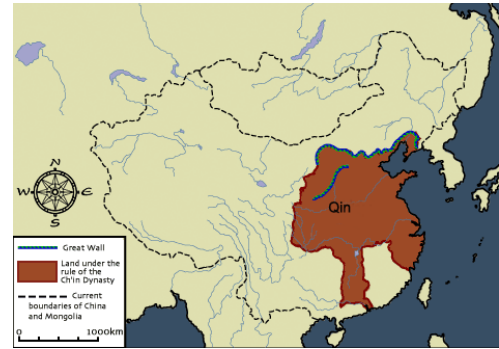 N
W
E
S
Qin
Great Wall
Land under the
rule of the
Ch'in Dynasty
Current
boundaries of China
and Mongolia
0
1000km